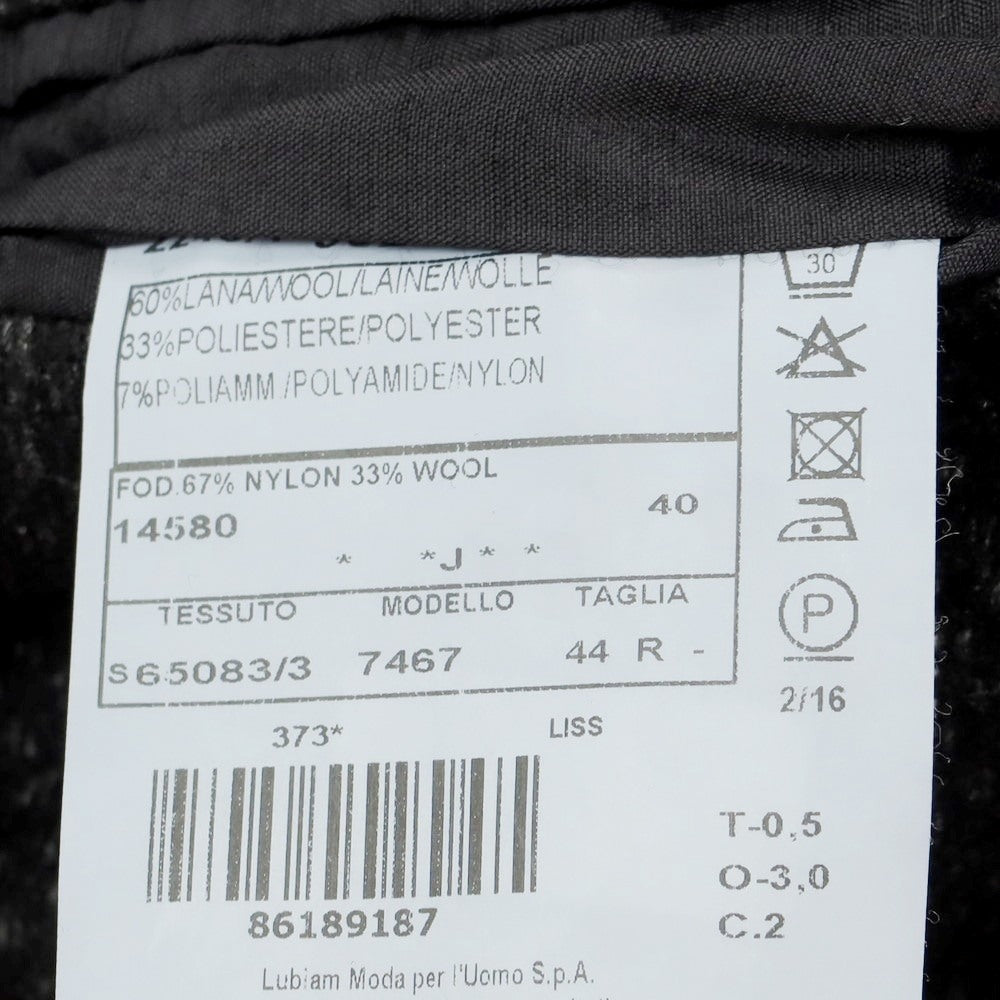 30
60%LANA/WOOL/LAINE/WOLLE
33%POLIESTERE/POLYESTER
7%POLIAMM./POLYAMIDE/NYLON
FOD.67% NYLON 33% WOOL
14580 40
* *J* *
TESSUTO MODELLO TAGLIA
S65083/3 7467 44 R -
P
2/16
373* LISS
T-0,5
O-3,0
C.2
86189187
Lubiam Moda per l'Uomo S.p.A.